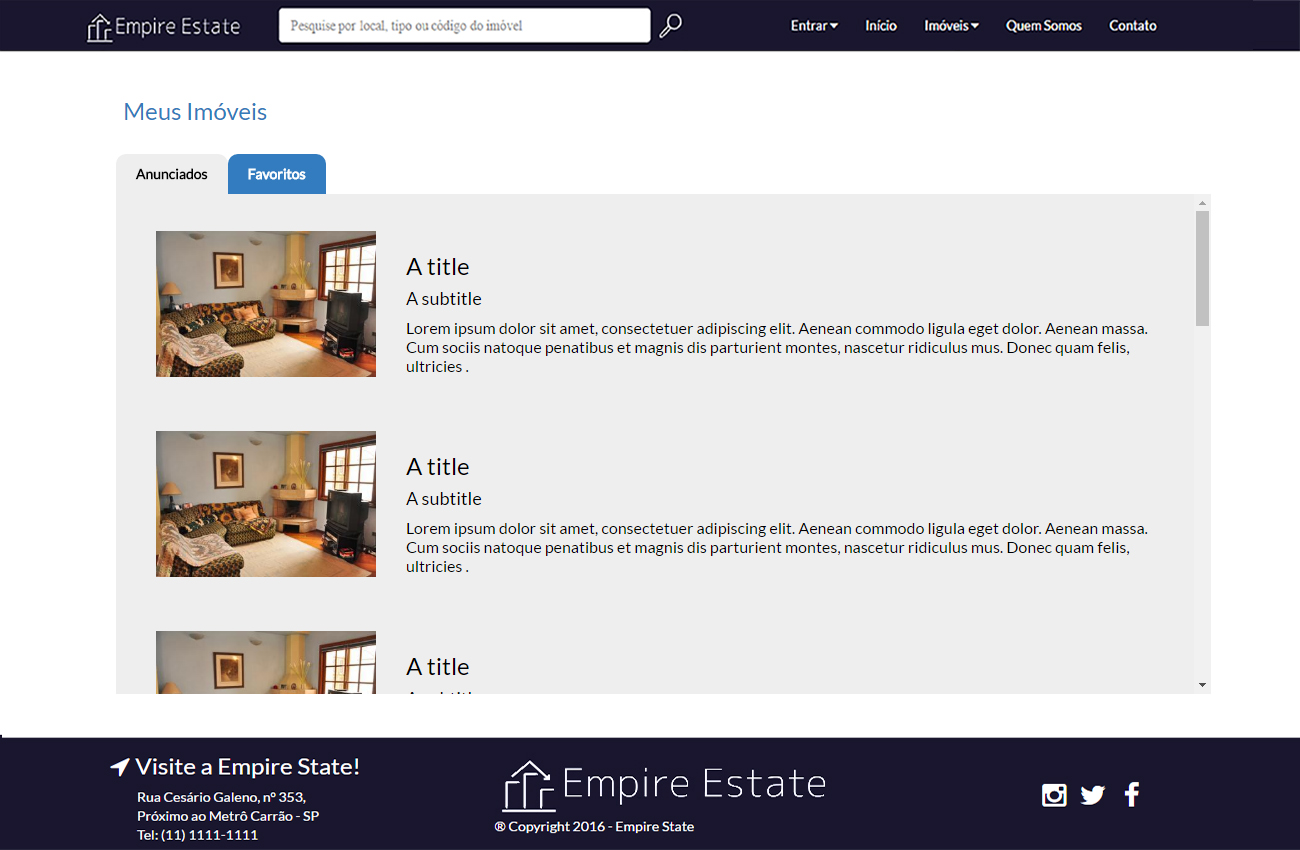 Empire Estate
Pesquise por local, tipo ou código do imóvel
Entrar
Início
Imóveis
Quem Somos
Contato
Meus Imóveis
Anunciados
Favoritos
A title
A subtitle
Lorem ipsum dolor sit amet, consectetuer adipiscing elit. Aenean commodo ligula eget dolor. Aenean massa.
Cum sociis natoque penatibus et magnis dis parturient montes, nascetur ridiculus mus. Donec quam felis,
ultricies .
A title
A subtitle
Lorem ipsum dolor sit amet, consectetuer adipiscing elit. Aenean commodo ligula eget dolor. Aenean massa.
Cum sociis natoque penatibus et magnis dis parturient montes, nascetur ridiculus mus. Donec quam felis,
ultricies .
A title
Visite a Empire State!
Rua Cesário Galeno, nº 353,
Próximo ao Metrô Carrão - SP
Tel: (11) 1111-1111
Empire Estate
® Copyright 2016 - Empire State